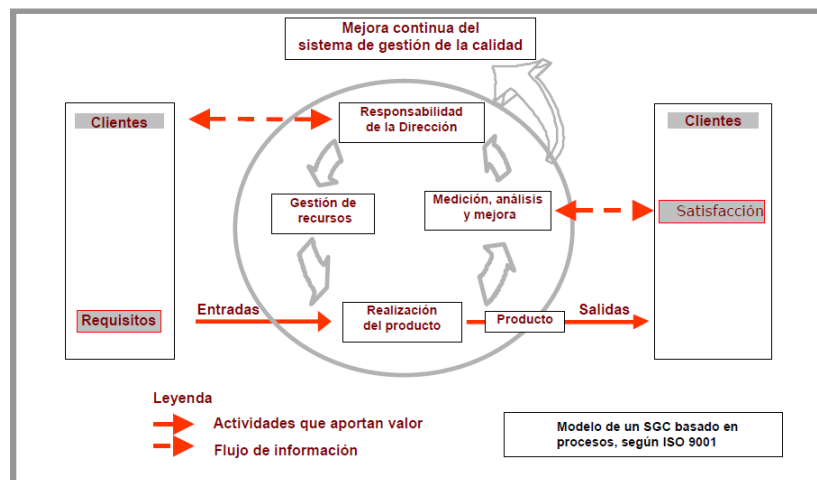 Mejora continua del
sistema de gestión de la calidad
Clientes
Responsabilidad
de la Dirección
Clientes
Gestión de
recursos
Medición, análisis
y mejora
Satisfacción
Requisitos
Entradas
Realización
del producto
Producto
Salidas
Leyenda
Actividades que aportan valor
Flujo de información
Modelo de un SGC basado en
procesos, según ISO 9001